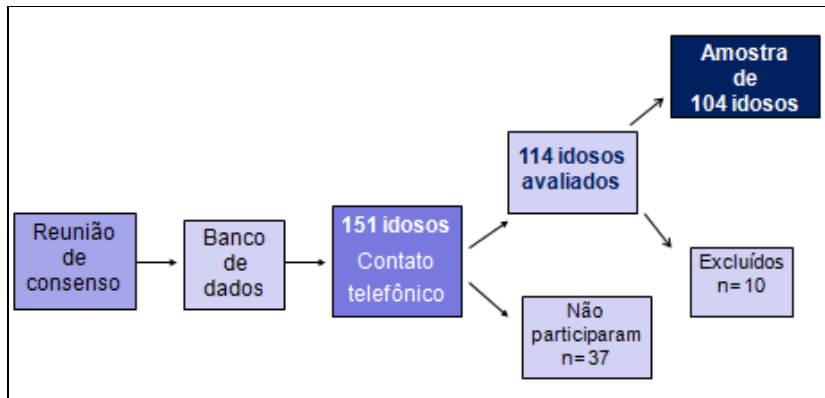 Reunião
de
consenso
Banco
de
dados
151 idosos
Contato
telefônico
114 idosos
avaliados
Amostra
de
104 idosos
Excluídos
n= 10
Não
participaram
n= 37